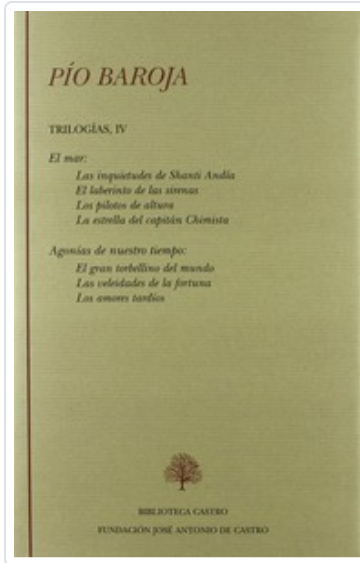 PÍO BAROJA
TRILOGÍAS, IV
El mar:
Las inquietudes de Shanti Andía
El laberinto de las sirenas
Los pilotos de altura
La estrella del capitán Chimista
Agonías de nuestro tiempo:
El gran torbellino del mundo
Las veleidades de la fortuna
Los amores tardíos
BIBLIOTECA CASTRO
FUNDACIÓN JOSÉ ANTONIO DE CASTRO